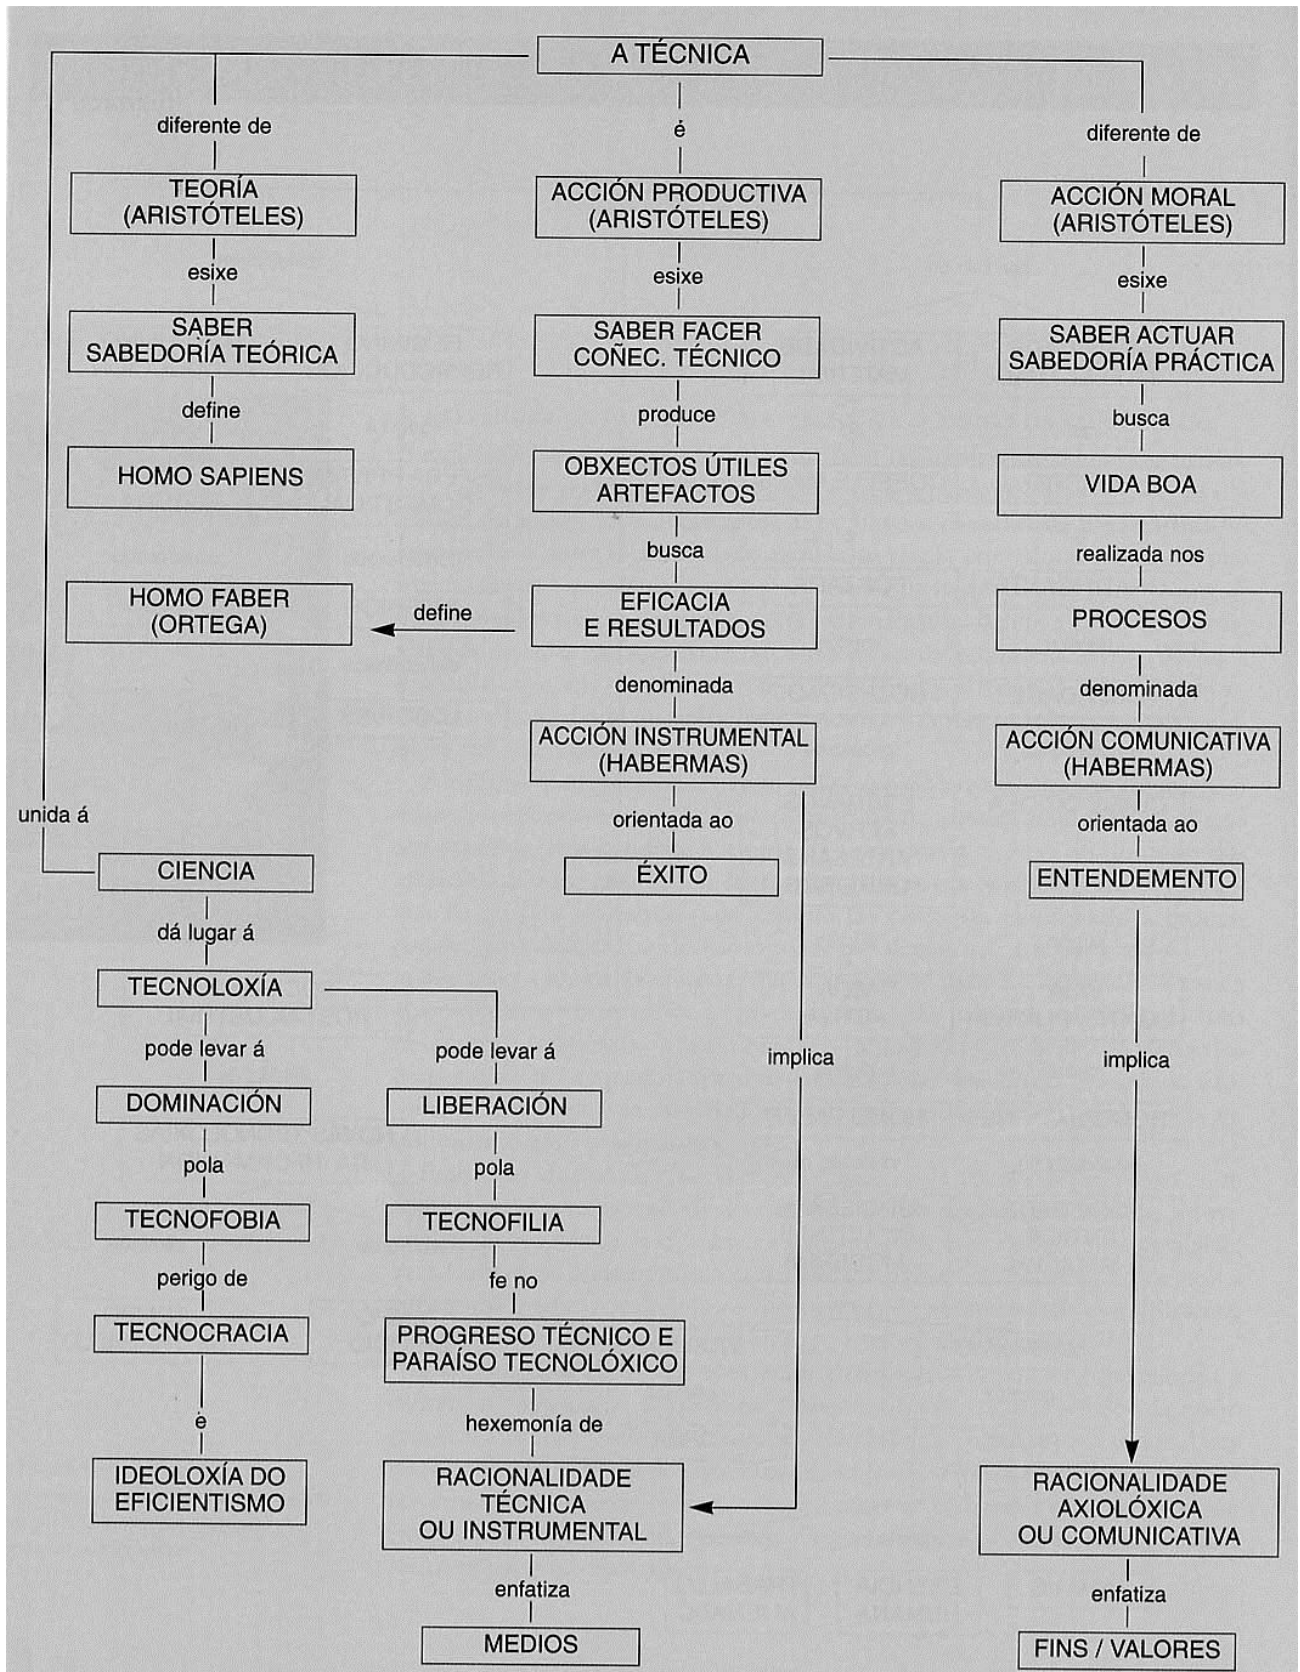 A TÉCNICA
diferente de
é
diferente de
TEORÍA
(ARISTÓTELES)
ACCIÓN PRODUCTIVA
(ARISTÓTELES)
ACCIÓN MORAL
(ARISTÓTELES)
esixe
esixe
esixe
SABER
SABEDORÍA TEÓRICA
SABER FACER
COÑEC. TÉCNICO
SABER ACTUAR
SABEDORÍA PRÁCTICA
define
produce
busca
HOMO SAPIENS
OBXECTOS ÚTILES
ARTEFACTOS
VIDA BOA
busca
realizada nos
HOMO FABER
(ORTEGA)
define
EFICACIA
E RESULTADOS
PROCESOS
denominada
denominada
ACCIÓN INSTRUMENTAL
(HABERMAS)
ACCIÓN COMUNICATIVA
(HABERMAS)
unida á
orientada ao
orientada ao
CIENCIA
ÉXITO
ENTENDEMENTO
dá lugar á
TECNOLOXÍA
pode levar á
pode levar á
implica
implica
DOMINACIÓN
LIBERACIÓN
pola
pola
TECNOFOBIA
TECNOFILIA
perigo de
fe no
TECNOCRACIA
PROGRESO TÉCNICO E
PARAÍSO TECNOLÓXICO
é
hexemonía de
IDEOLOXÍA DO
EFICIENTISMO
RACIONALIDADE
TÉCNICA
OU INSTRUMENTAL
RACIONALIDADE
AXIOLÓXICA
OU COMUNICATIVA
enfatiza
enfatiza
MEDIOS
FINS / VALORES